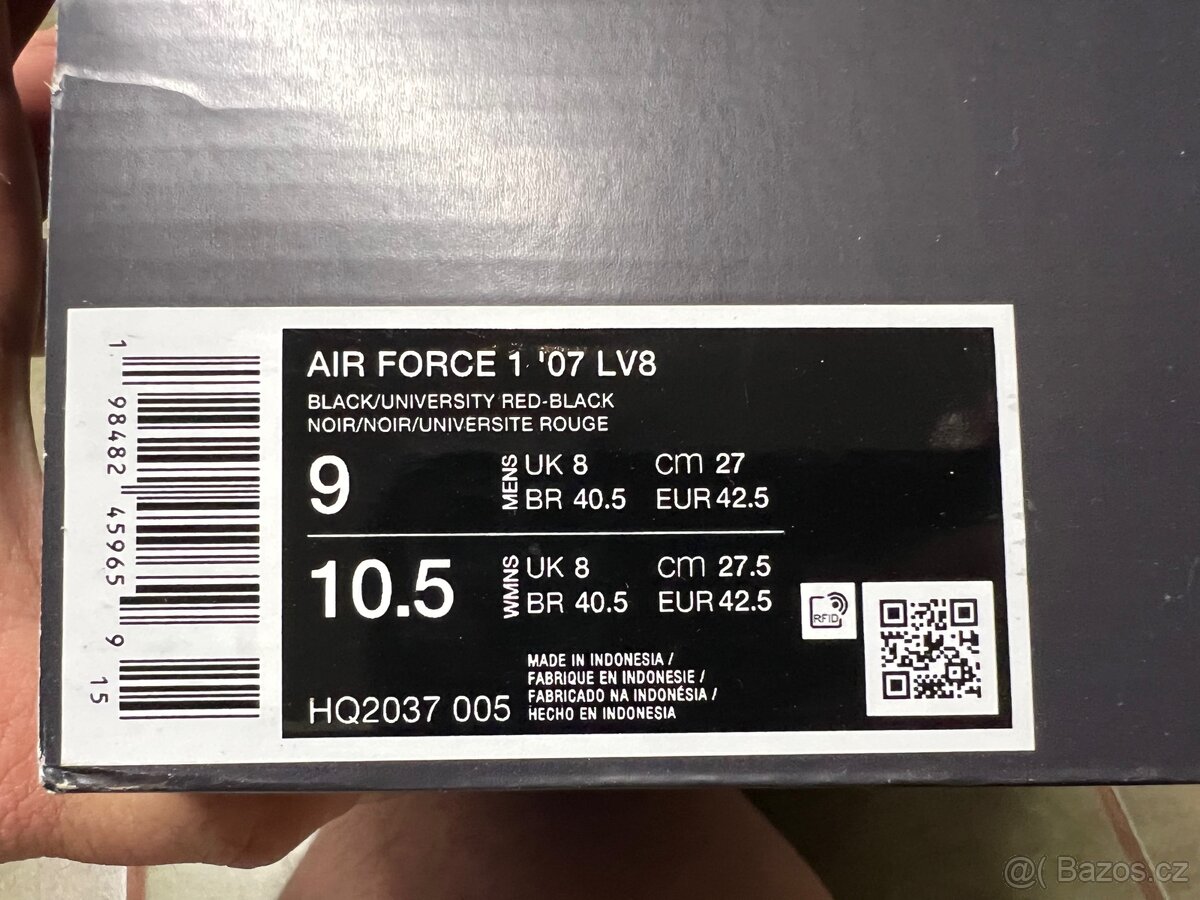 AIR FORCE 1 '07 LV8
BLACK/UNIVERSITY RED-BLACK
NOIR/NOIR/UNIVERSITE ROUGE
9 MENS UK 8 cm 27
BR 40.5 EUR 42.5
10.5 WMNS UK 8 cm 27.5
BR 40.5 EUR 42.5
MADE IN INDONESIA /
FABRIQUE EN INDONESIE /
FABRICADO NA INDONÉSIA /
HECHO EN INDONESIA
HQ2037 005
RFID
1 98482 45965 9 15
@( Bazos.cz